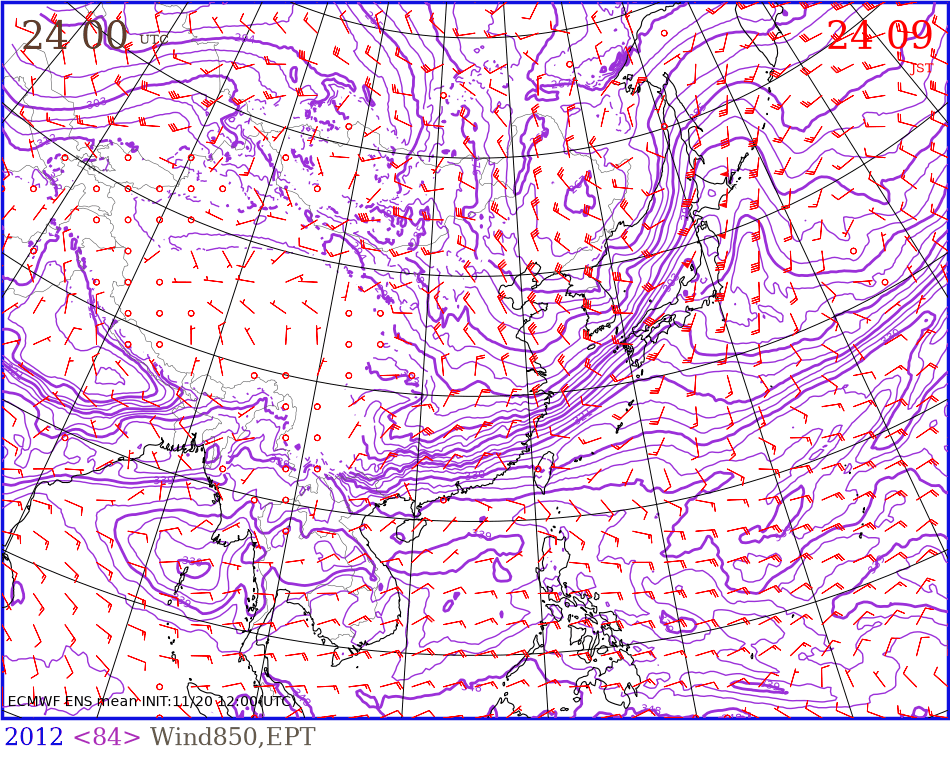 24 00 UTC 24 09
JST
ECMWF ENS mean INIT:11/20 12:00(UTC)
2012 <84> Wind850,EPT